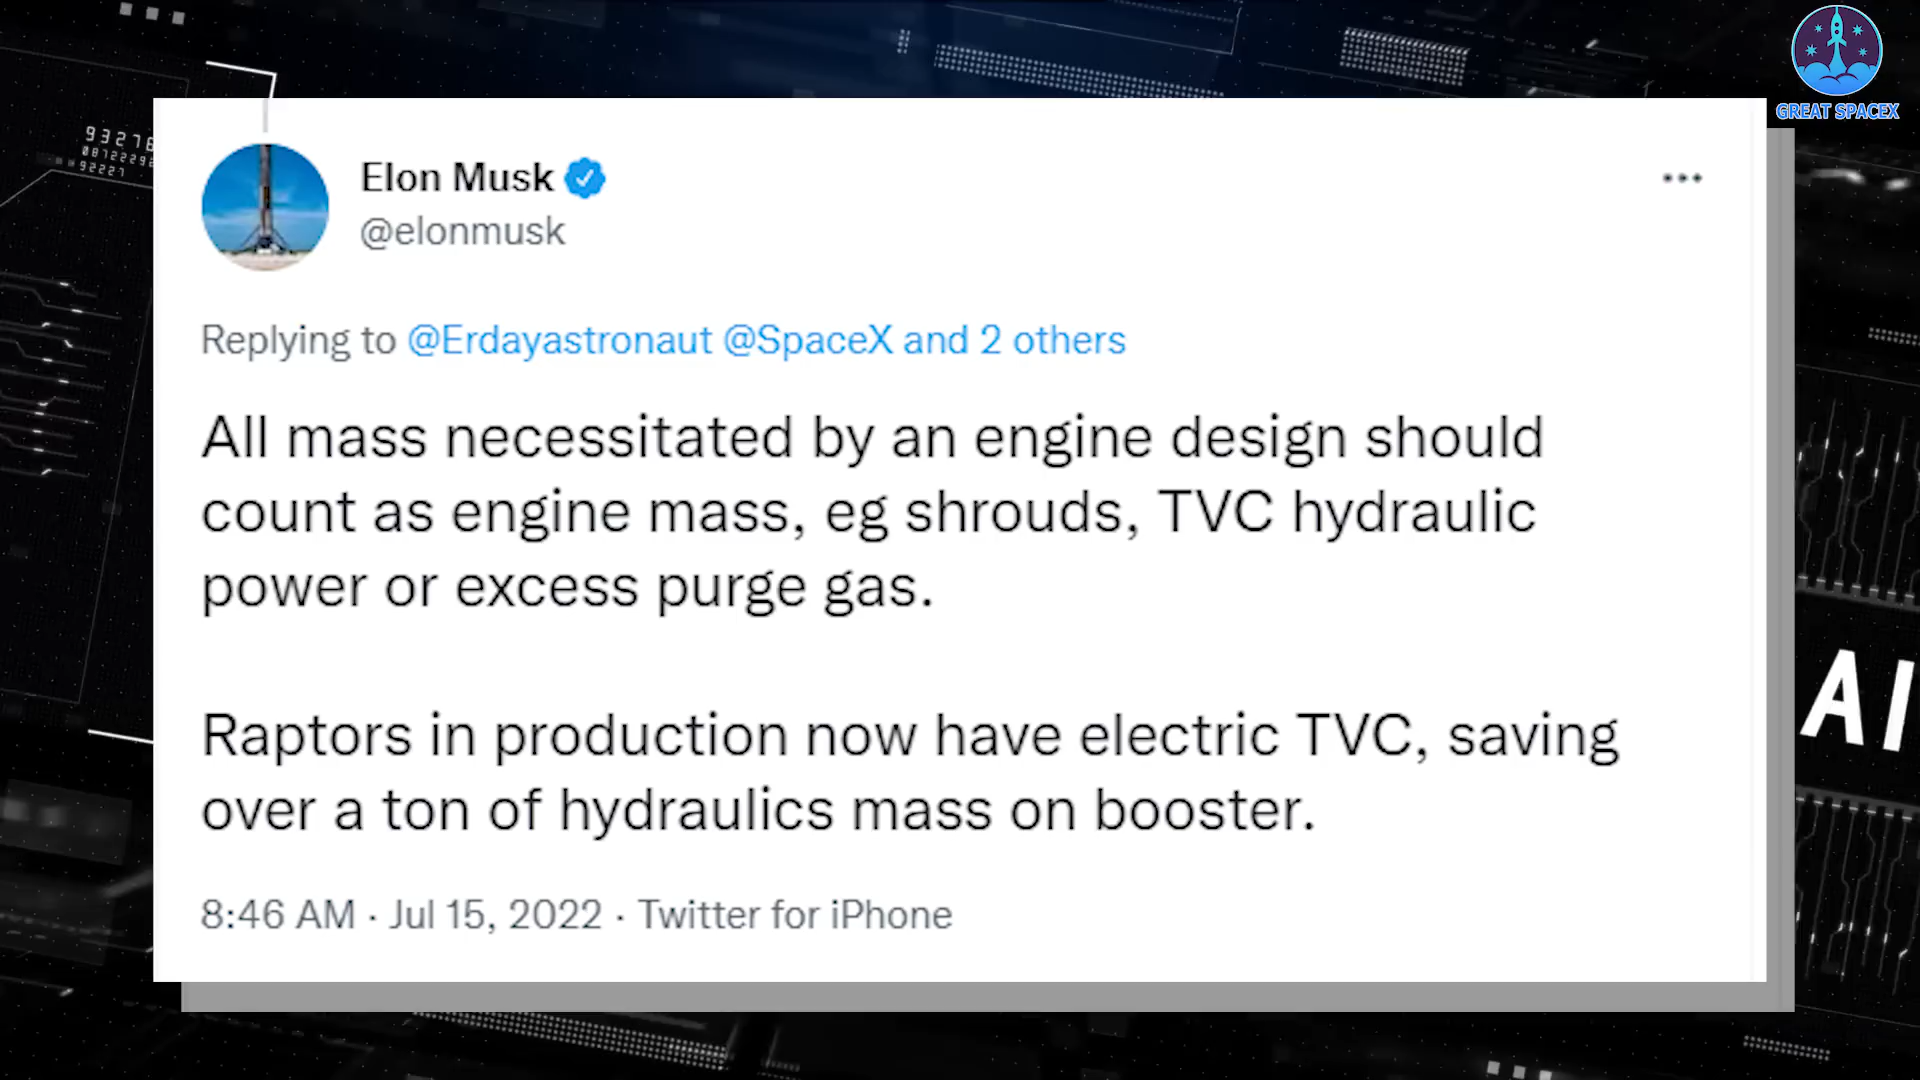 GREAT SPACEX
93278
08722292
92227
Elon Musk
@elonmusk
Replying to @Erdayastronaut @SpaceX and 2 others
All mass necessitated by an engine design should
count as engine mass, eg shrouds, TVC hydraulic
power or excess purge gas.
Raptors in production now have electric TVC, saving
over a ton of hydraulics mass on booster.
8:46 AM · Jul 15, 2022 · Twitter for iPhone
AI